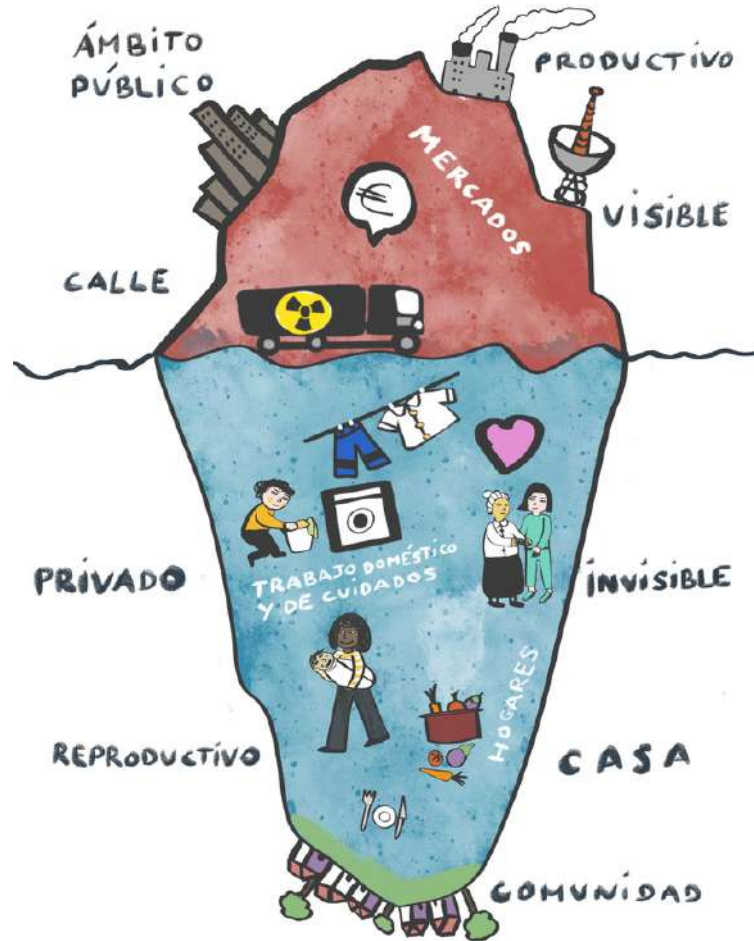 ÁMBITO
PÚBLICO
PRODUCTIVO
MERCADOS
€
VISIBLE
CALLE
PRIVADO
TRABAJO DOMÉSTICO
Y DE CUIDADOS
INVISIBLE
HOGARES
REPRODUCTIVO
CASA
COMUNIDAD